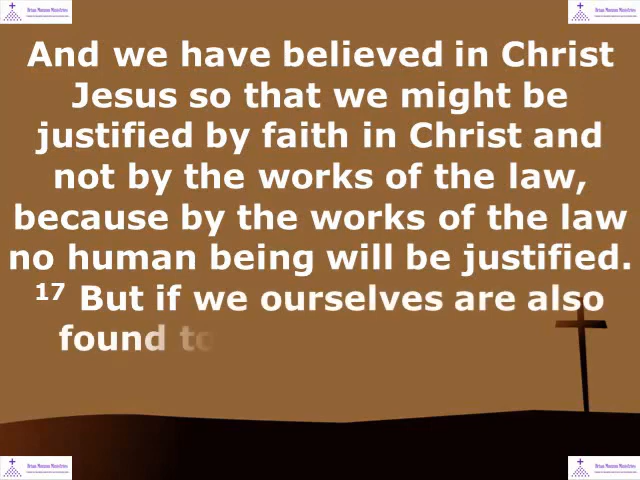 And we have believed in Christ
Jesus so that we might be
justified by faith in Christ and
not by the works of the law,
because by the works of the law
no human being will be justified.
17 But if we ourselves are also
found to